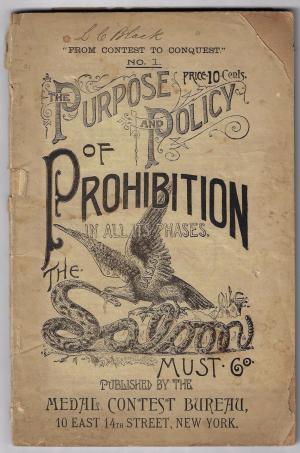 L C Black
"FROM CONTEST TO CONQUEST."
NO. 1.
PRICE 10 Cents.
THE PURPOSE
AND POLICY
OF
PROHIBITION
IN ALL ITS PHASES.
THE
Saloon
MUST GO.
PUBLISHED BY THE
MEDAL CONTEST BUREAU,
10 EAST 14TH STREET, NEW YORK.